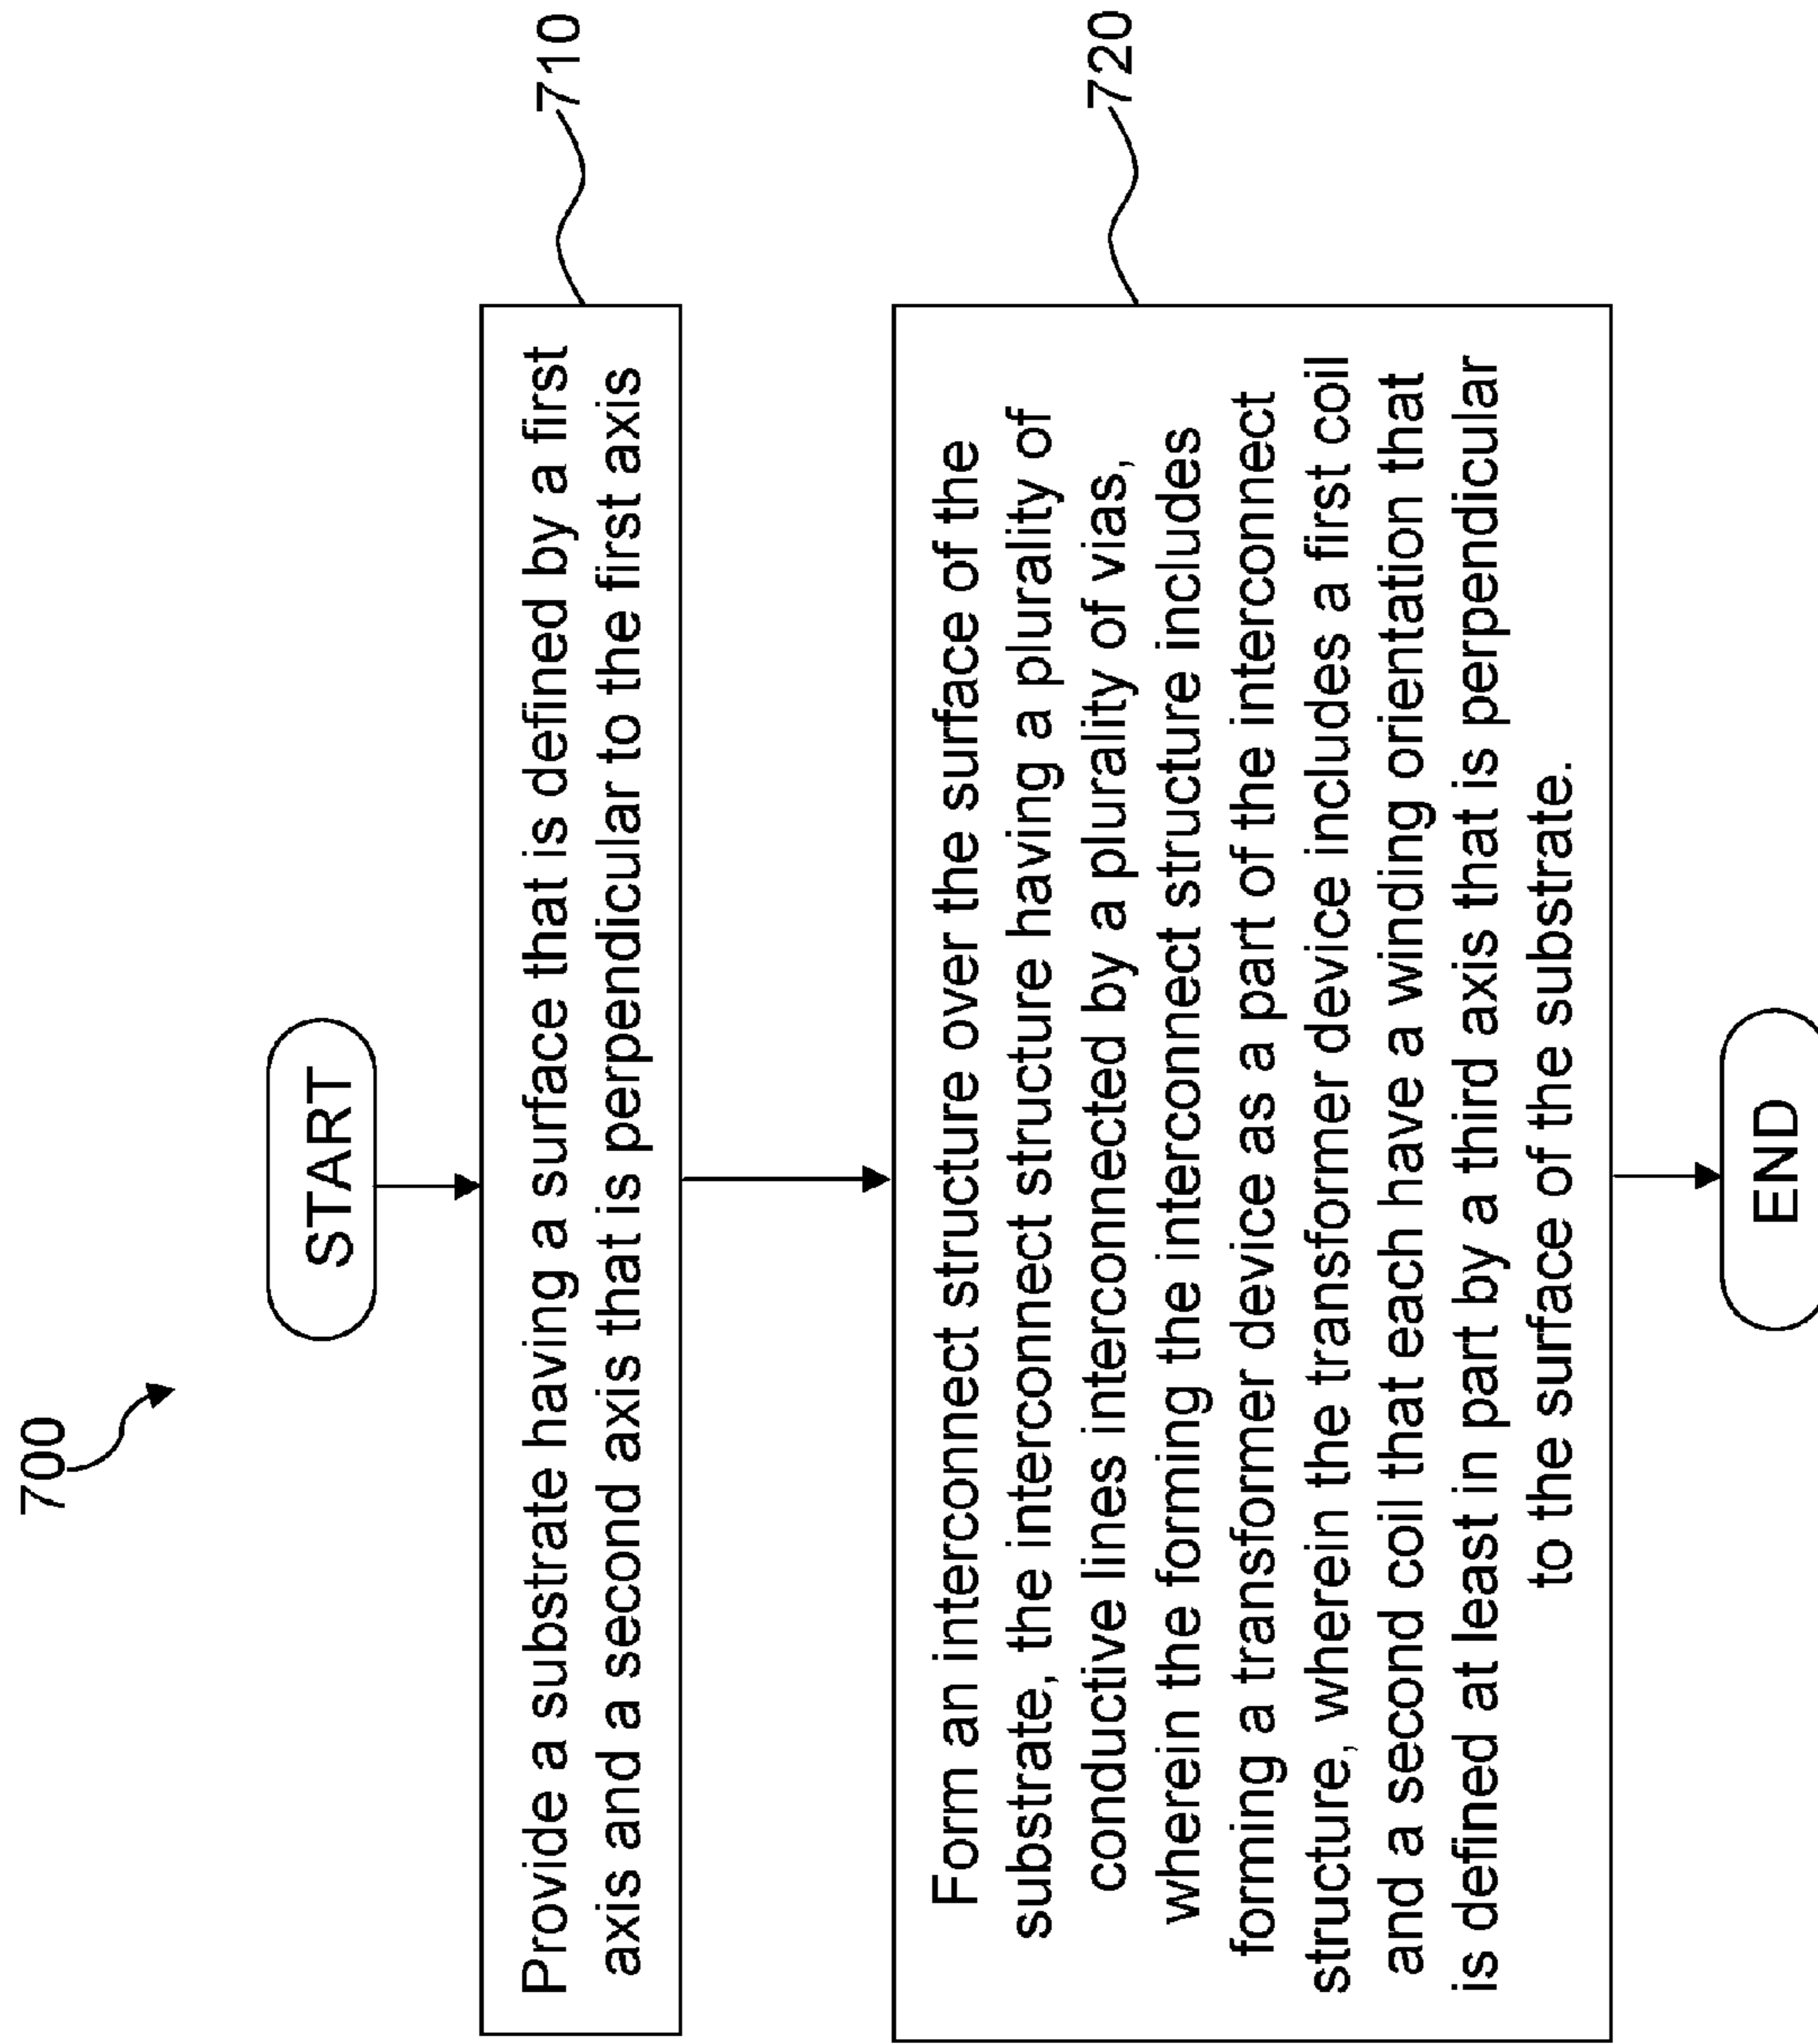 700
START
Provide a substrate having a surface that is defined by a first
axis and a second axis that is perpendicular to the first axis
710
Form an interconnect structure over the surface of the
substrate, the interconnect structure having a plurality of
conductive lines interconnected by a plurality of vias,
wherein the forming the interconnect structure includes
forming a transformer device as a part of the interconnect
structure, wherein the transformer device includes a first coil
and a second coil that each have a winding orientation that
is defined at least in part by a third axis that is perpendicular
to the surface of the substrate.
720
END